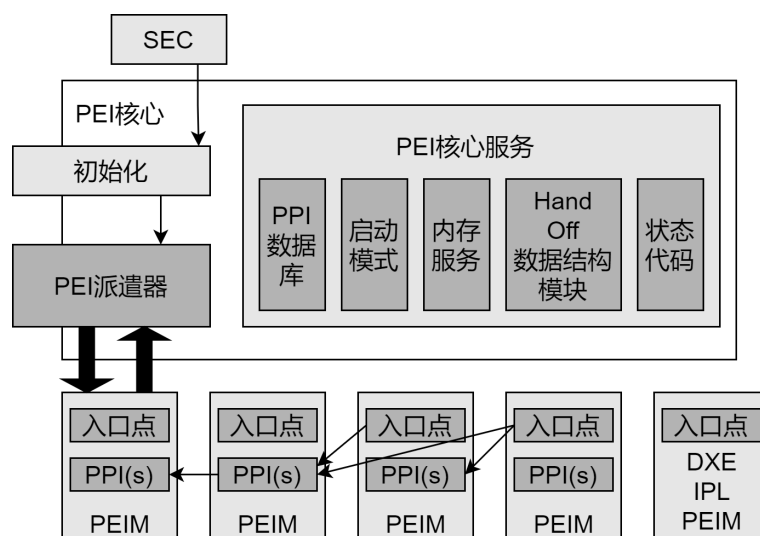 SEC
PEI核心
初始化
PEI派遣器
PEI核心服务
PPI
数据
库
启动
模式
内存
服务
Hand
Off
数据结构
模块
状态
代码
入口点
PPI(s)
PEIM
入口点
PPI(s)
PEIM
入口点
PPI(s)
PEIM
入口点
PPI(s)
PEIM
入口点
DXE
IPL
PEIM